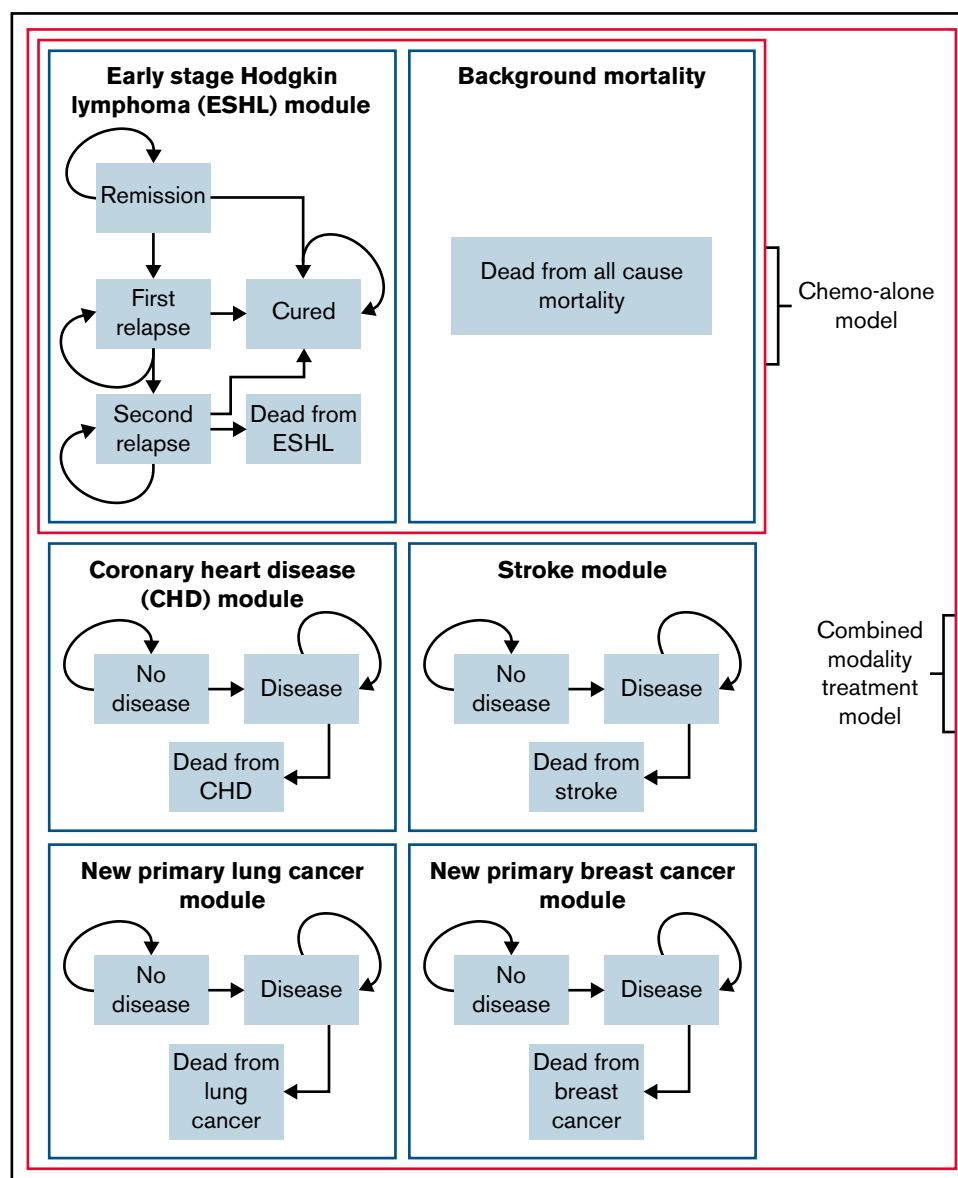 Early stage Hodgkin
lymphoma (ESHL) module
Remission
First
relapse
Cured
Second
relapse
Dead from
ESHL
Background mortality
Dead from all cause
mortality
Chemo-alone
model
Coronary heart disease
(CHD) module
No
disease
Disease
Dead from
CHD
Stroke module
No
disease
Disease
Dead from
stroke
Combined
modality
treatment
model
New primary lung cancer
module
No
disease
Disease
Dead from
lung
cancer
New primary breast cancer
module
No
disease
Disease
Dead from
breast
cancer